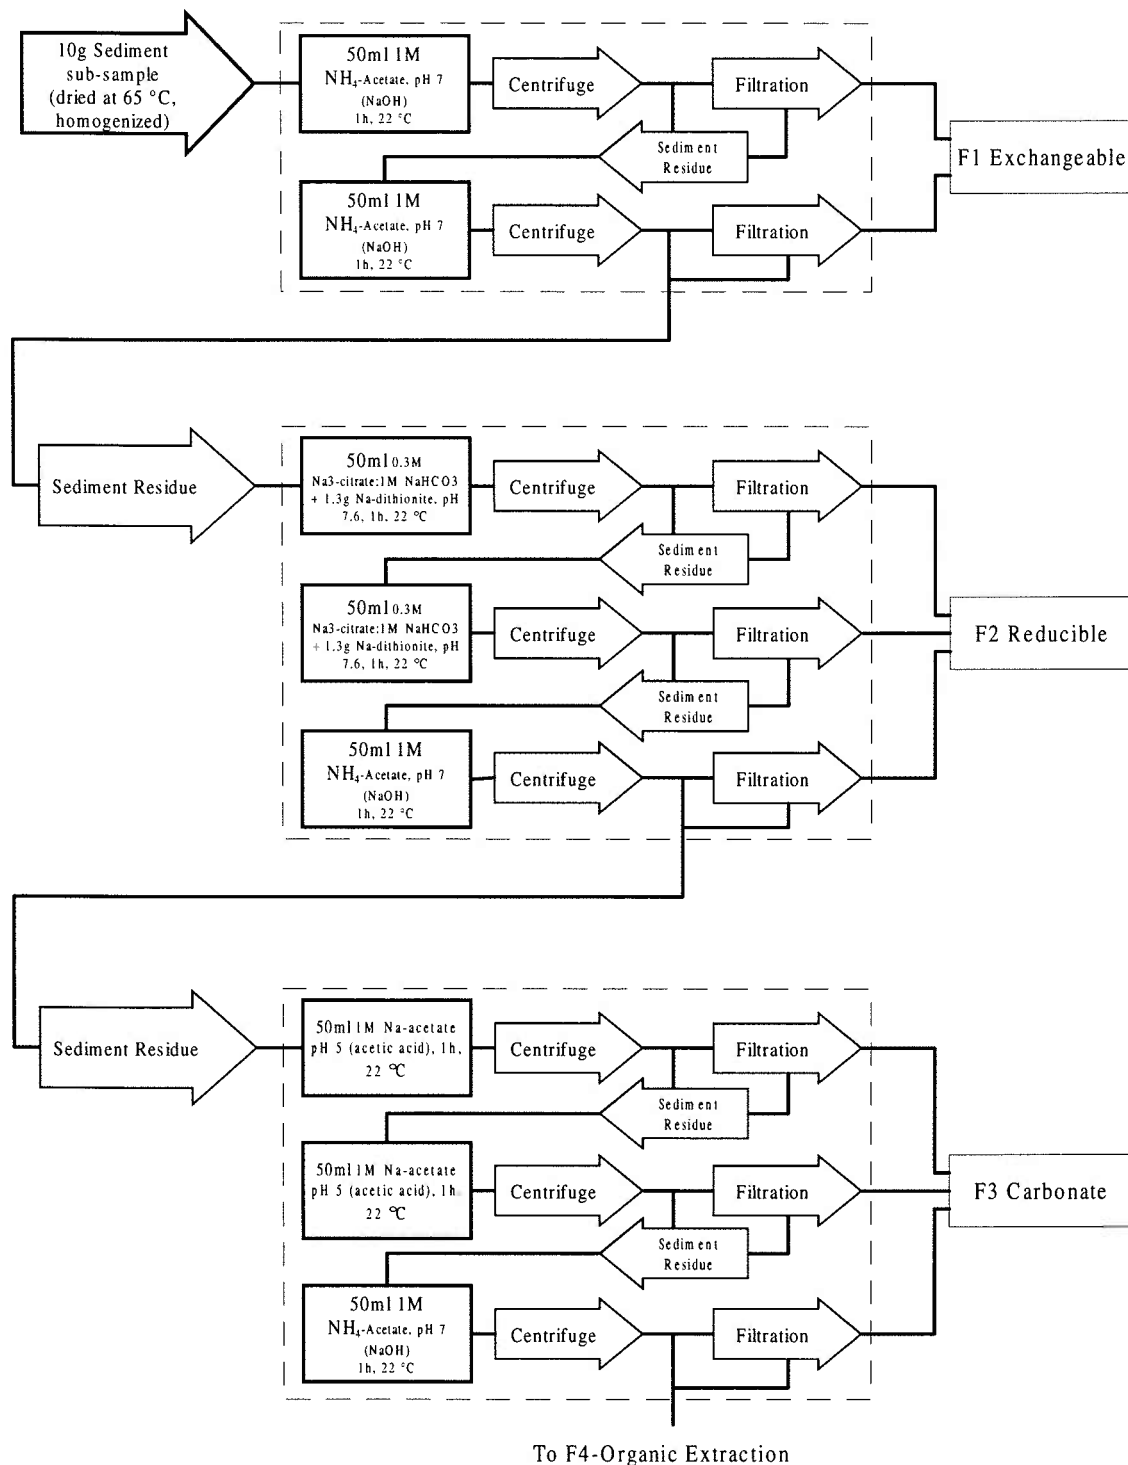 10g Sediment
sub-sample
(dried at 65 °C,
homogenized)
50ml 1M
NH4-Acetate, pH 7
(NaOH)
1h, 22 °C
Centrifuge
Filtration
Sediment
Residue
F1 Exchangeable
50ml 1M
NH4-Acetate, pH 7
(NaOH)
1h, 22 °C
Centrifuge
Filtration
Sediment Residue
50ml 0.3M
Na3-citrate:1M NaHCO3
+ 1.3g Na-dithionite, pH
7.6, 1h, 22 °C
Centrifuge
Filtration
Sediment
Residue
50ml 0.3M
Na3-citrate:1M NaHCO3
+ 1.3g Na-dithionite, pH
7.6, 1h, 22 °C
Centrifuge
Filtration
F2 Reducible
Sediment
Residue
50ml 1M
NH4-Acetate, pH 7
(NaOH)
1h, 22 °C
Centrifuge
Filtration
Sediment Residue
50ml 1M Na-acetate
pH 5 (acetic acid), 1h,
22 °C
Centrifuge
Filtration
Sediment
Residue
50ml 1M Na-acetate
pH 5 (acetic acid), 1h.
22 °C
Centrifuge
Filtration
F3 Carbonate
Sediment
Residue
50ml 1M
NH4-Acetate, pH 7
(NaOH)
1h, 22 °C
Centrifuge
Filtration
To F4-Organic Extraction